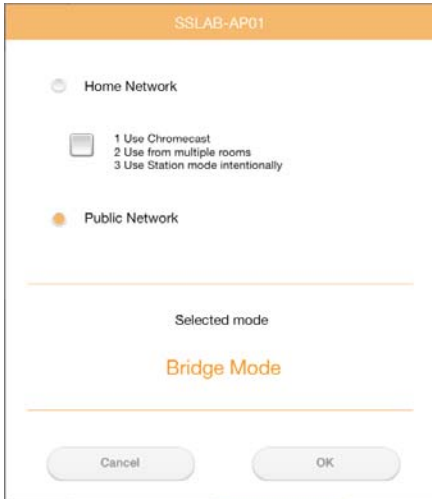 SSLAB-AP01
Home Network
1 Use Chromecast
2 Use from multiple rooms
3 Use Station mode intentionally
Public Network
Selected mode
Bridge Mode
Cancel OK